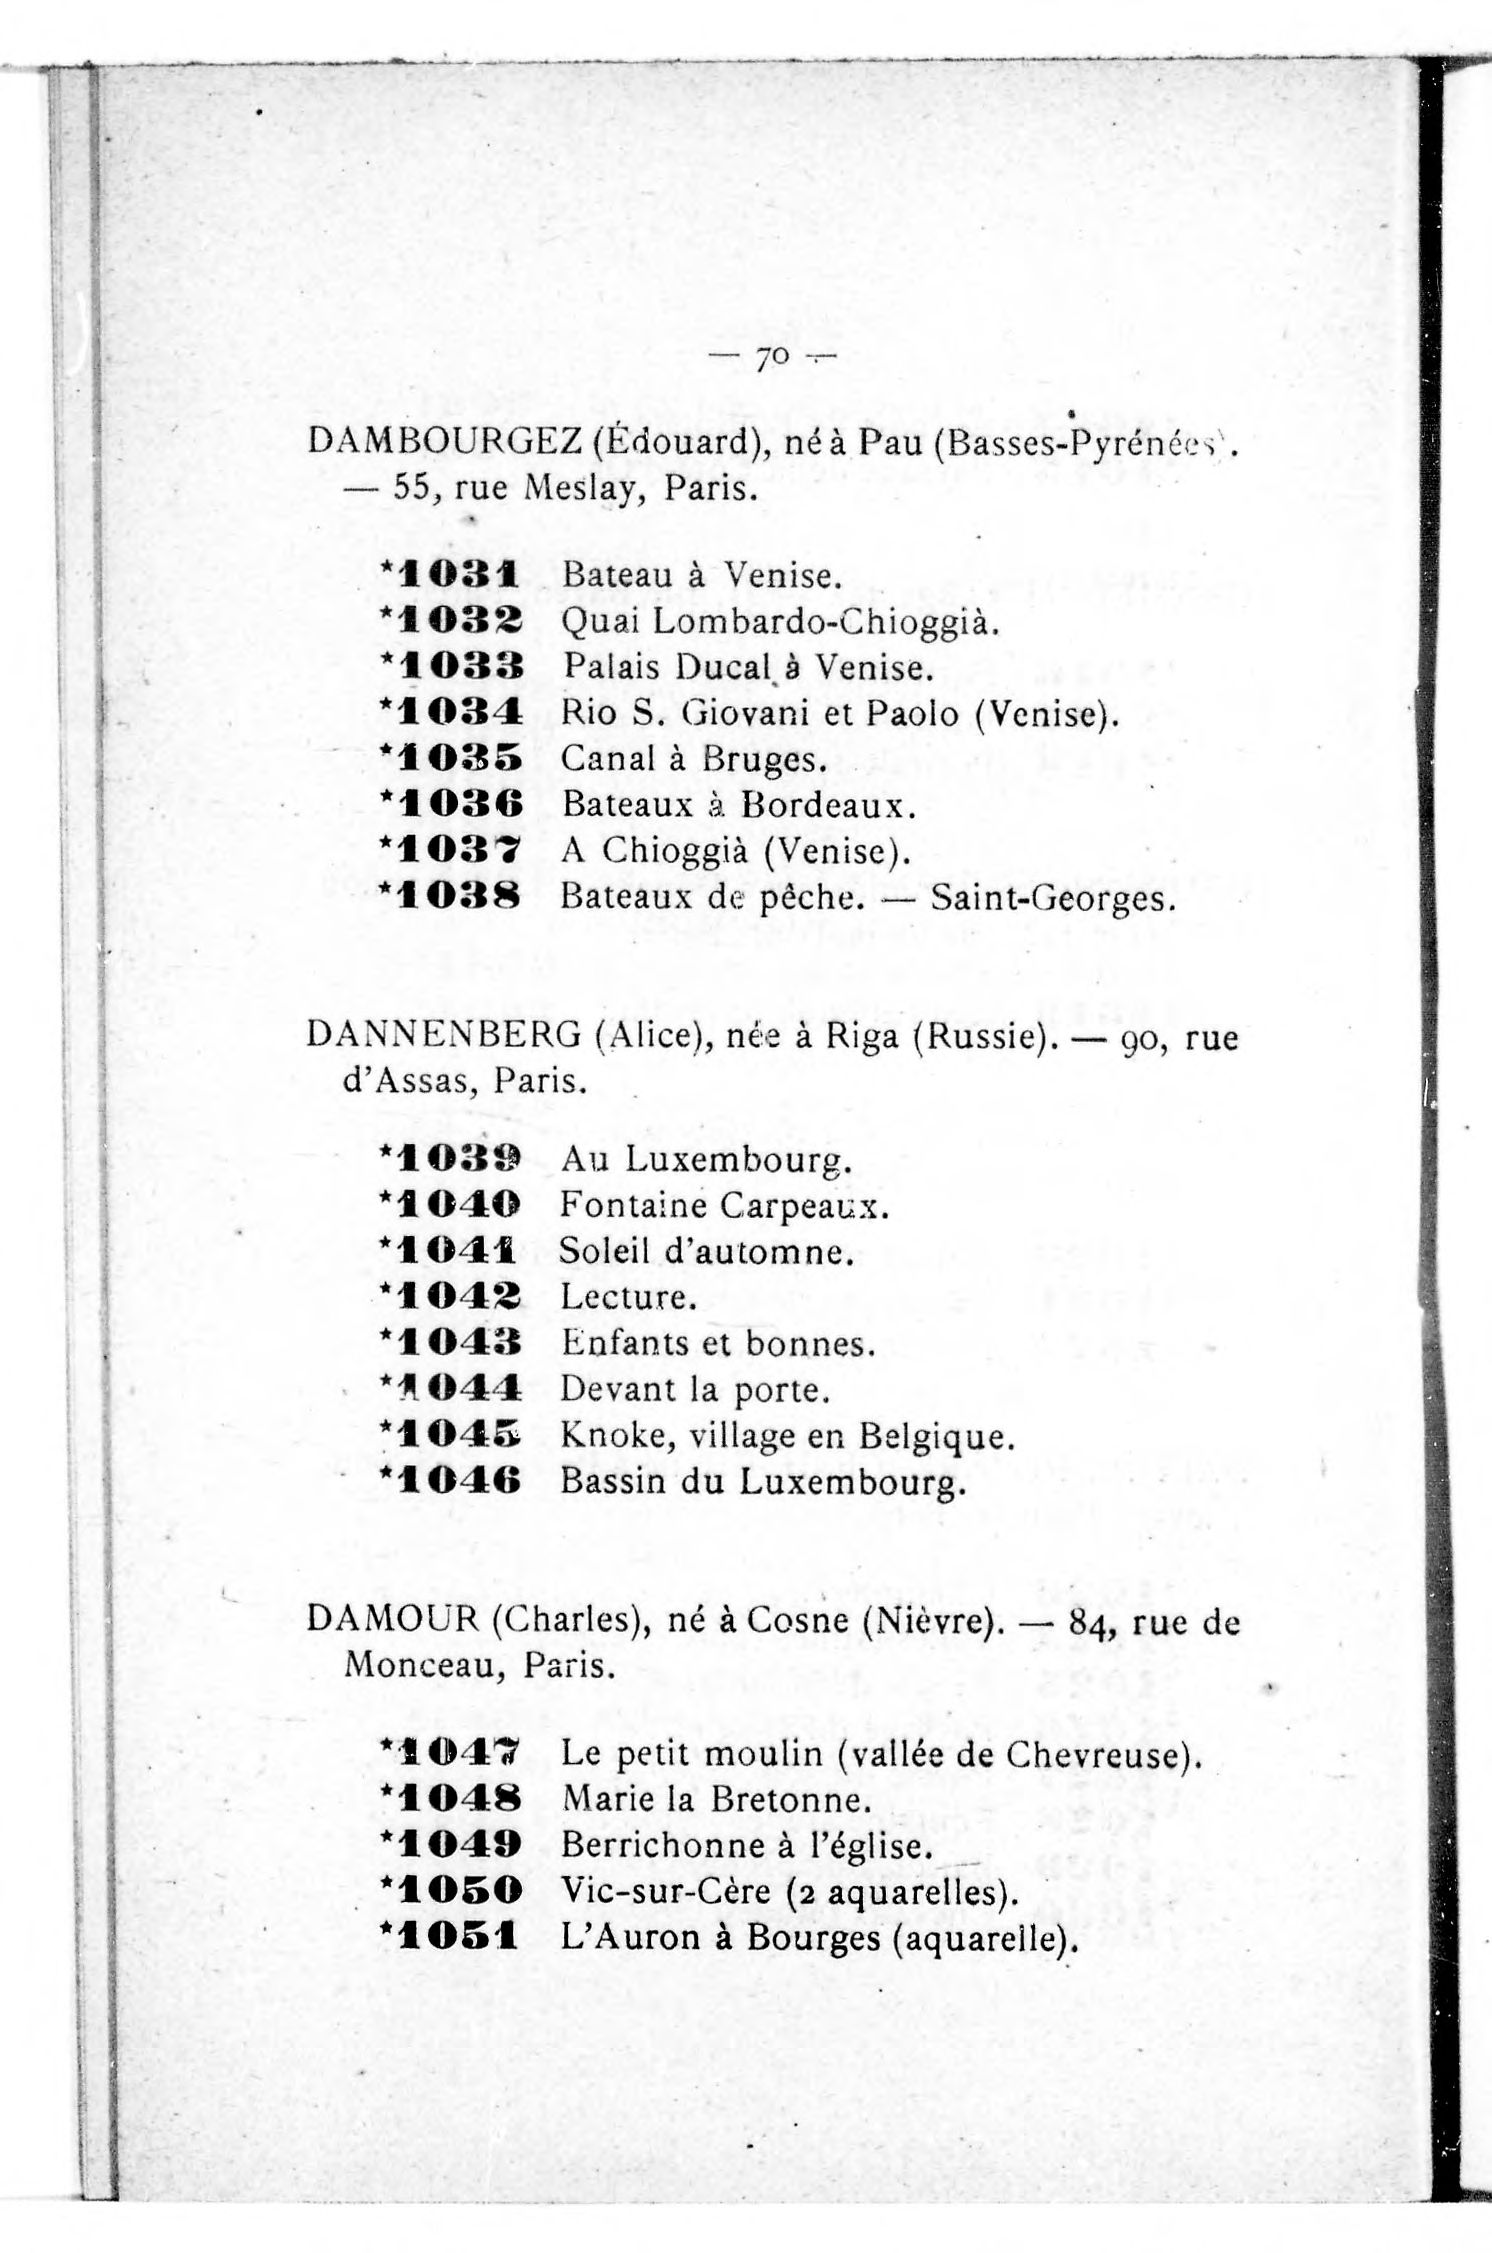 — 70 —
DAMBOURGEZ (Édouard), né à Pau (Basses-Pyrénées).
— 55, rue Meslay, Paris.
*1031 Bateau à Venise.
*1032 Quai Lombardo-Chioggià.
*1033 Palais Ducal à Venise.
*1034 Rio S. Giovani et Paolo (Venise).
*1035 Canal à Bruges.
*1036 Bateaux à Bordeaux.
*1037 A Chioggià (Venise).
*1038 Bateaux de pêche. — Saint-Georges.
DANNENBERG (Alice), née à Riga (Russie). — 90, rue
d'Assas, Paris.
*1039 Au Luxembourg.
*1040 Fontaine Carpeaux.
*1041 Soleil d'automne.
*1042 Lecture.
*1043 Enfants et bonnes.
*1044 Devant la porte.
*1045 Knoke, village en Belgique.
*1046 Bassin du Luxembourg.
DAMOUR (Charles), né à Cosne (Nièvre). — 84, rue de
Monceau, Paris.
*1047 Le petit moulin (vallée de Chevreuse).
*1048 Marie la Bretonne.
*1049 Berrichonne à l'église.
*1050 Vic-sur-Cère (2 aquarelles).
*1051 L'Auron à Bourges (aquarelle).